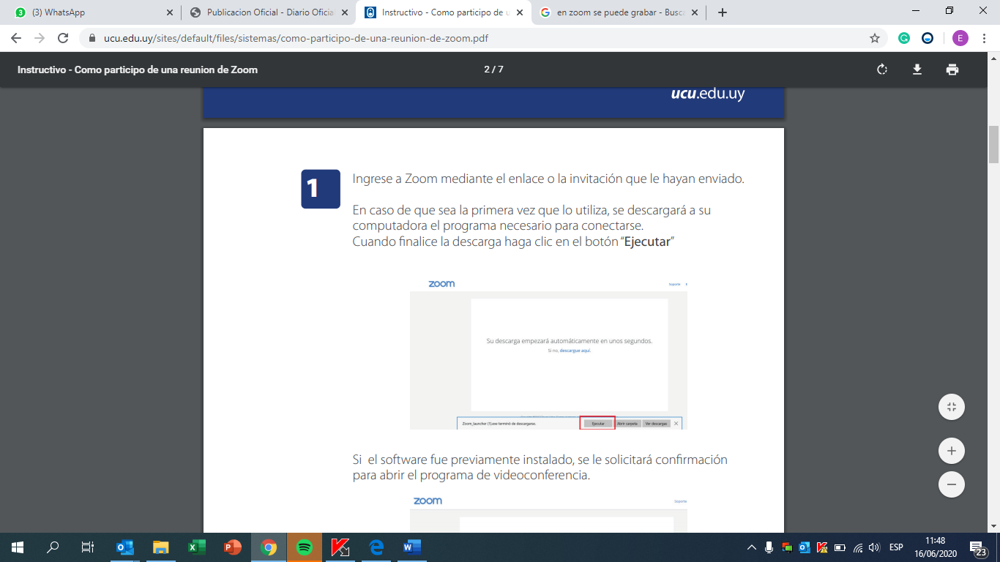 (3) WhatsApp
Publicacion Oficial - Diario Oficia
Instructivo - Como participo de u
en zoom se puede grabar - Busc
ucu.edu.uy/sites/default/files/sistemas/como-participo-de-una-reunion-de-zoom.pdf
E
Instructivo - Como participo de una reunion de Zoom
2 / 7
ucu.edu.uy
1
Ingrese a Zoom mediante el enlace o la invitación que le hayan enviado.
En caso de que sea la primera vez que lo utiliza, se descargará a su
computadora el programa necesario para conectarse.
Cuando finalice la descarga haga clic en el botón “Ejecutar”
zoom
Soporte
Su descarga empezará automáticamente en unos segundos.
Si no, descargue aquí.
Zoom_launcher (1).exe terminó de descargarse.
Ejecutar
Abrir carpeta
Ver descargas
Si el software fue previamente instalado, se le solicitará confirmación
para abrir el programa de videoconferencia.
zoom
Soporte
ESP
11:48
16/06/2020
23